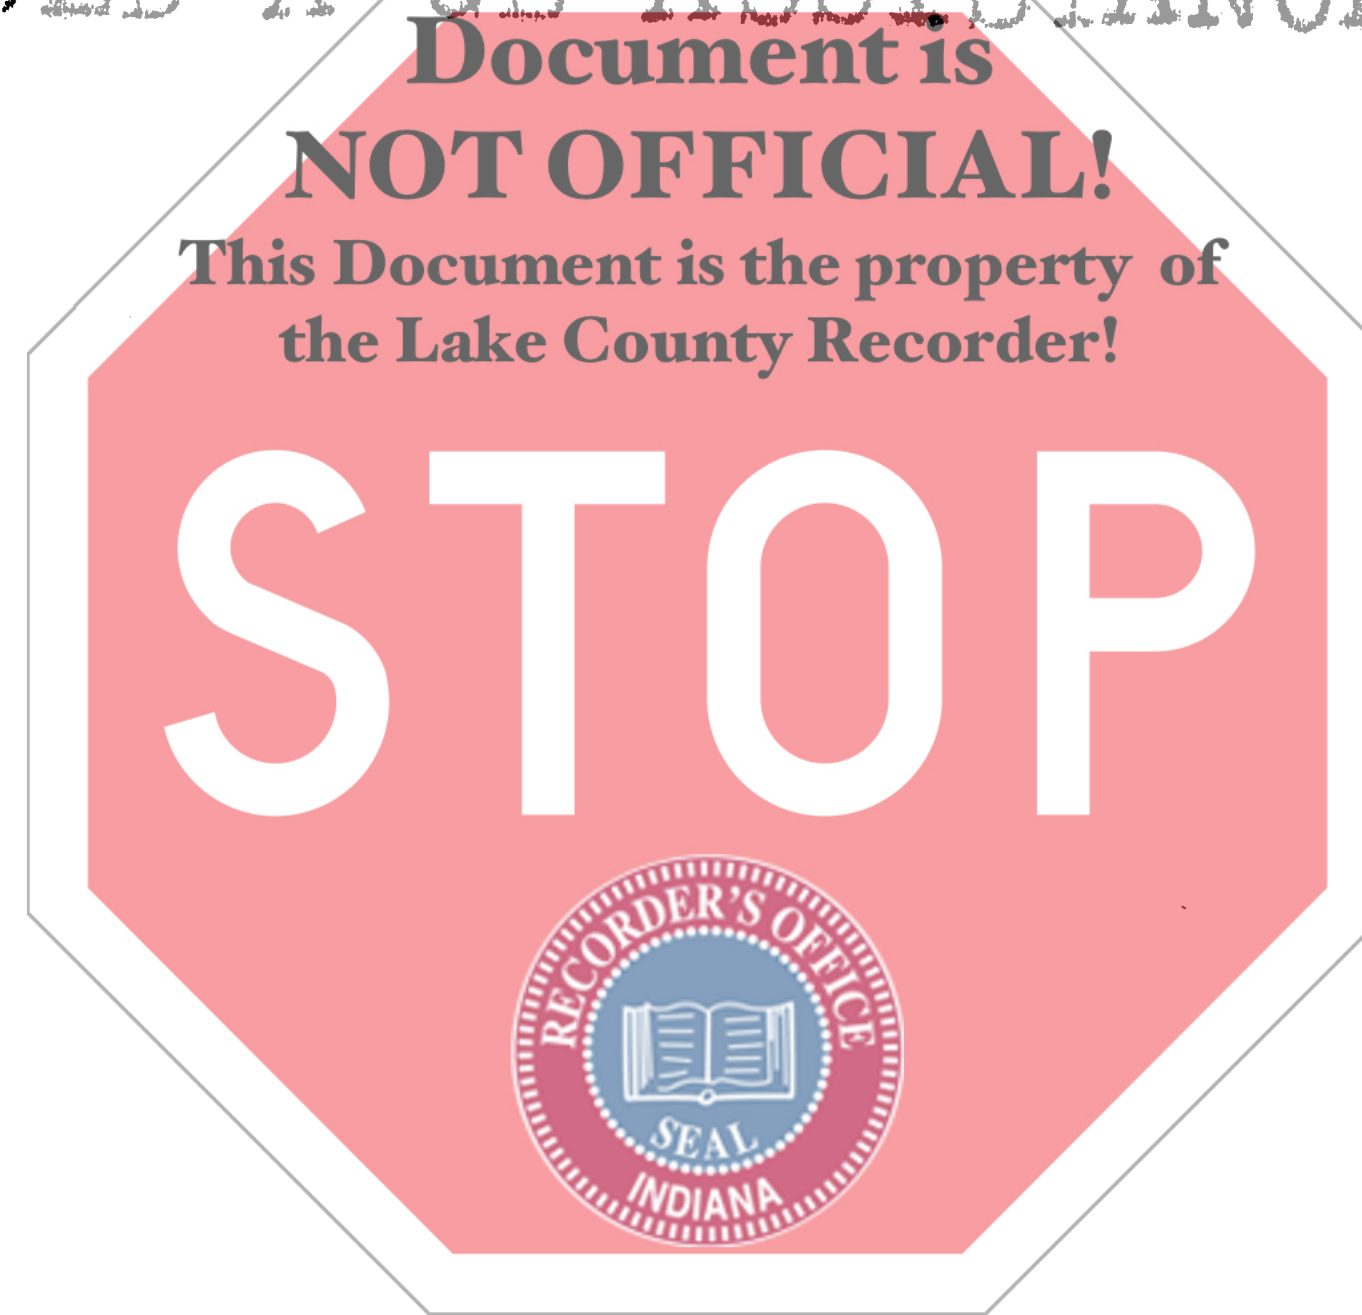 Document is
NOT OFFICIAL!
This Document is the property of
the Lake County Recorder!
STOP
RECORDER'S OFFICE
SEAL
INDIANA